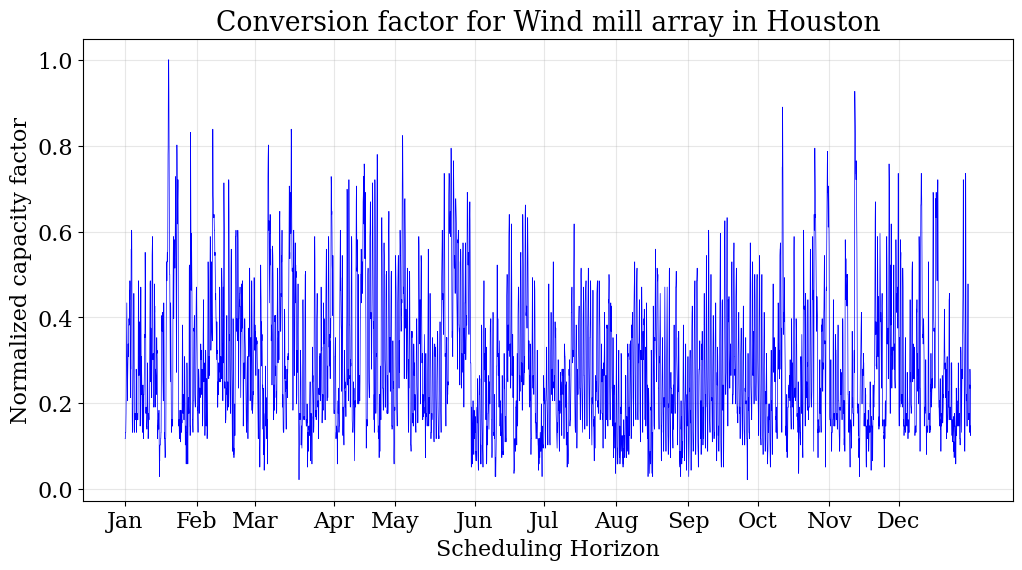 Conversion factor for Wind mill array in Houston
Normalized capacity factor
1.0
0.8
0.6
0.4
0.2
0.0
Jan Feb Mar Apr May Jun Jul Aug Sep Oct Nov Dec
Scheduling Horizon